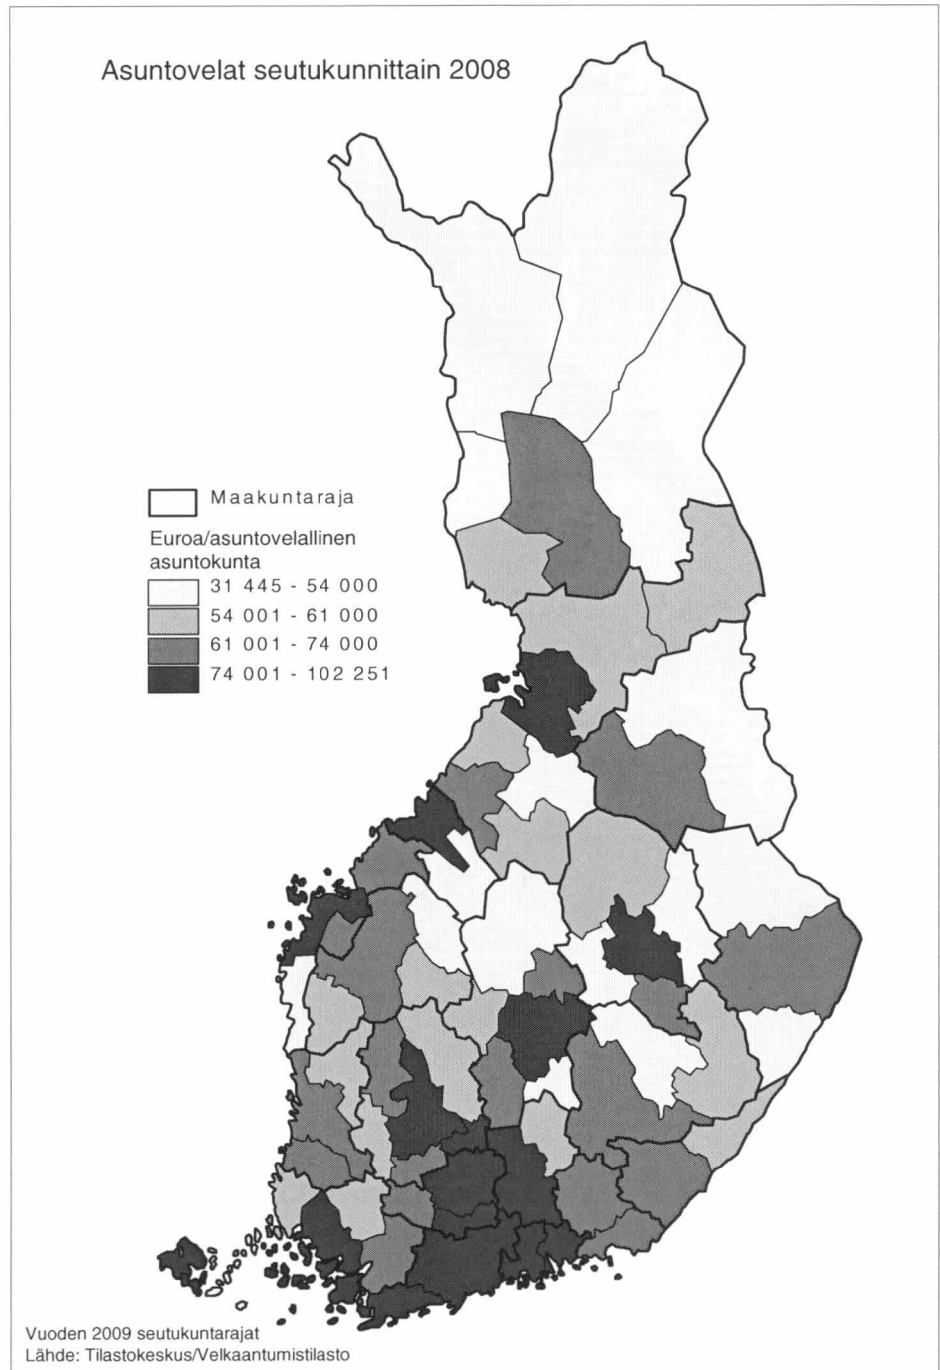 Asuntovelat seutukunnittain 2008
Maakuntaraja
Euroa/asuntovelallinen
asuntokunta
31 445 - 54 000
54 001 - 61 000
61 001 - 74 000
74 001 - 102 251
Vuoden 2009 seutukuntarajat
Lähde: Tilastokeskus/Velkaantumistilasto